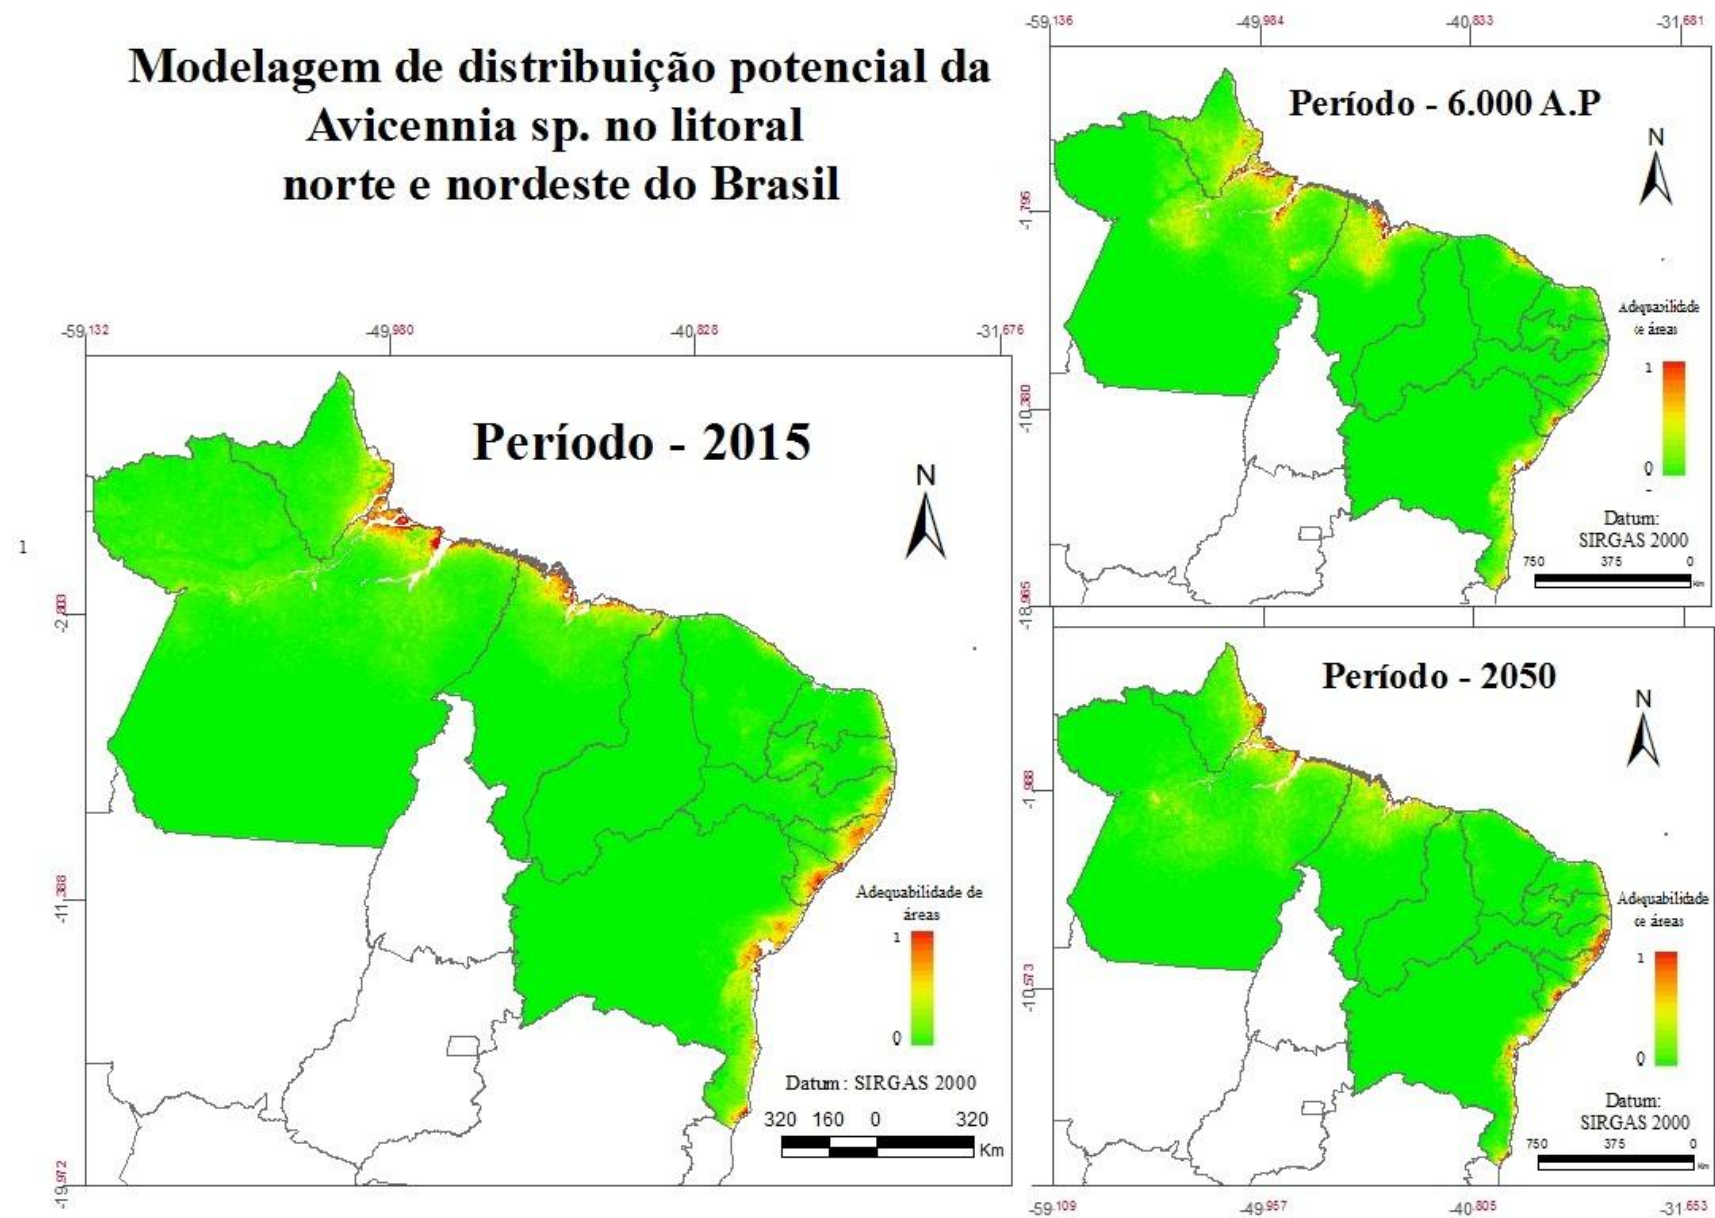 Modelagem de distribuição potencial da
Avicennia sp. no litoral
norte e nordeste do Brasil
-59,132
-49,980
-40,828
-31,676
Período - 2015
N
1
-2,803
-11,388
-19,972
Adequabilidade de
áreas
1
0
Datum : SIRGAS 2000
320 160 0 320
Km
-59,136
-49,984
-40,833
-31,681
Período - 6.000 A.P
N
-1,795
-10,380
-18,965
Adequabilidade
de áreas
1
0
Datum:
SIRGAS 2000
750 375 0
Km
Período - 2050
N
-1,988
-10,573
Adequabilidade
de áreas
1
0
Datum:
SIRGAS 2000
750 375 0
Km
-59,109
-49,957
-40,805
-31,653